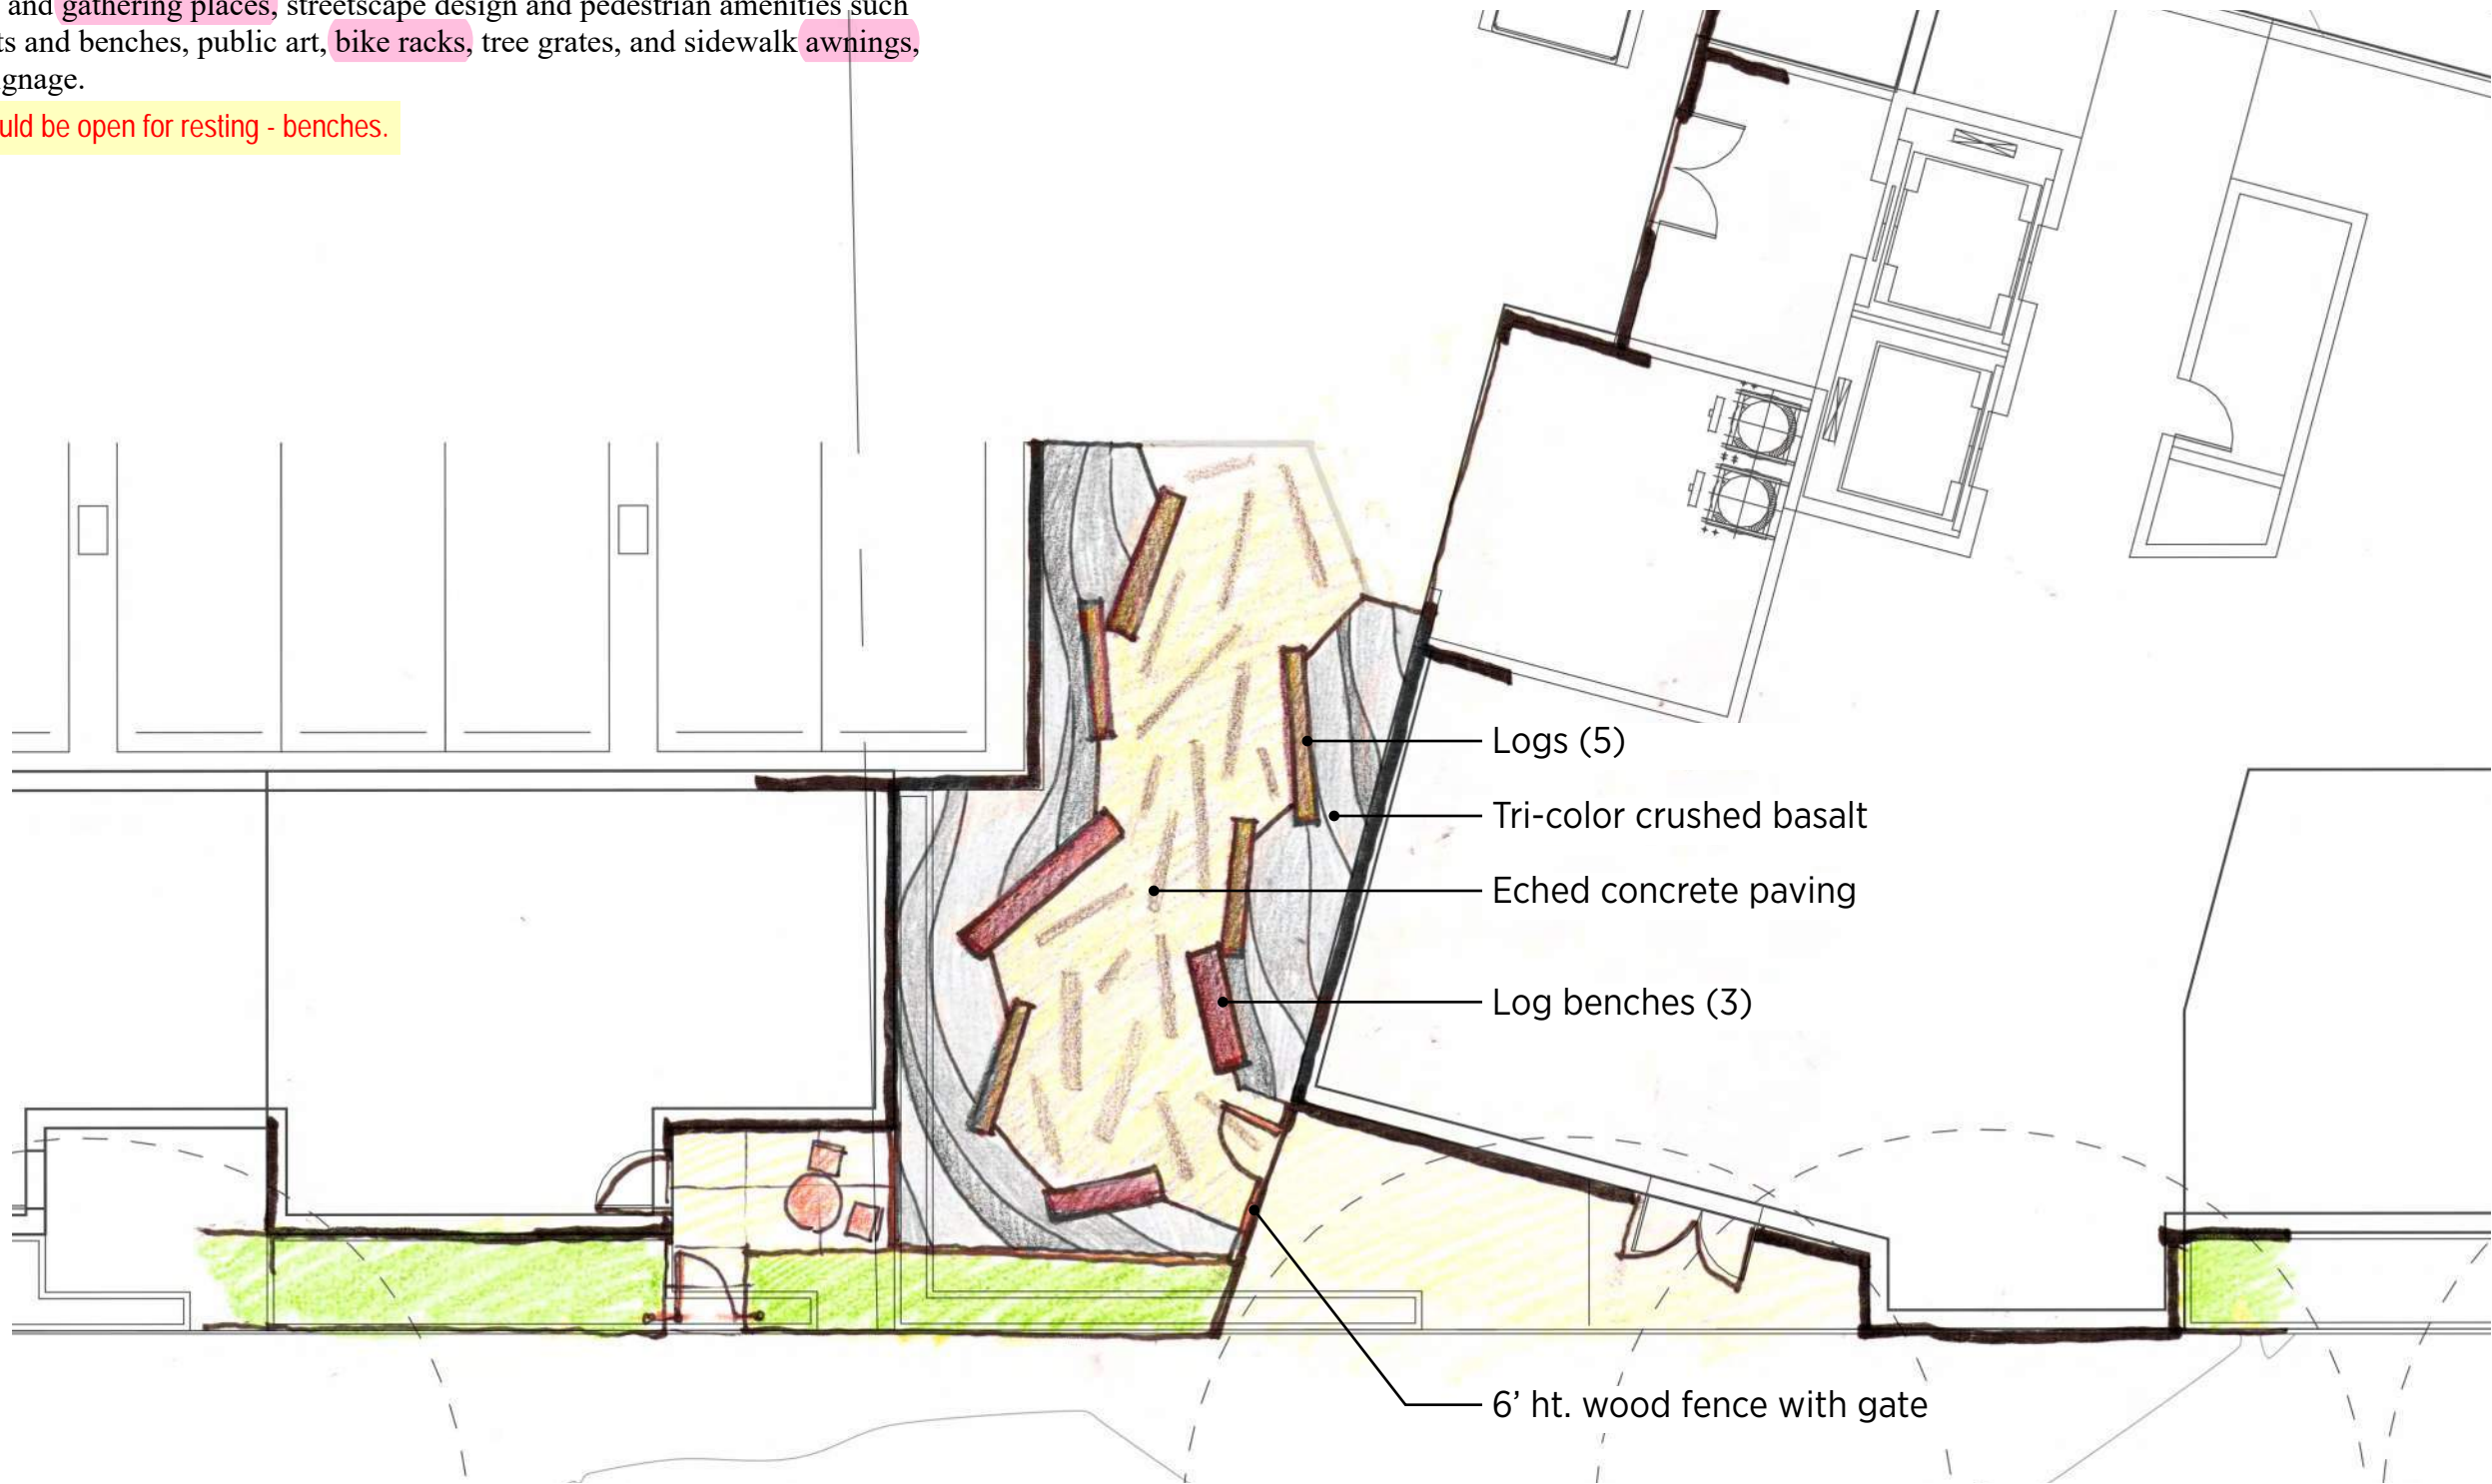 and gathering places, streetscape design and pedestrian amenities such
and benches, public art, bike racks, tree grates, and sidewalk awnings,
uld be open for resting - benches.
Logs (5)
Tri-color crushed basalt
Eched concrete paving
Log benches (3)
6’ ht. wood fence with gate